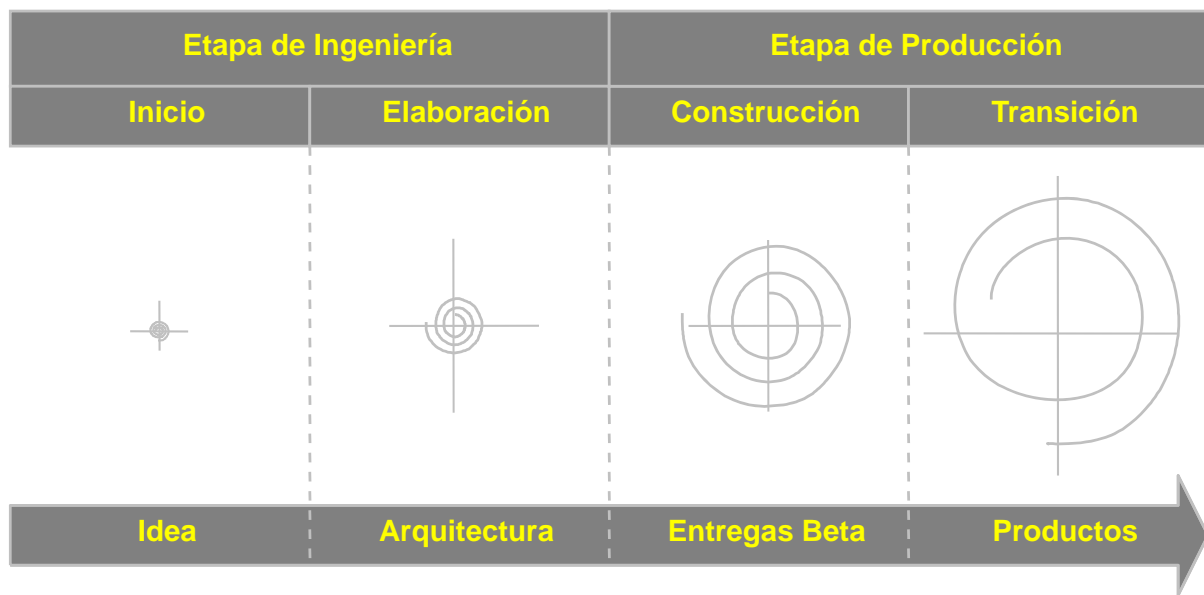 Etapa de Ingeniería
Etapa de Producción
Inicio
Elaboración
Construcción
Transición
Idea
Arquitectura
Entregas Beta
Productos